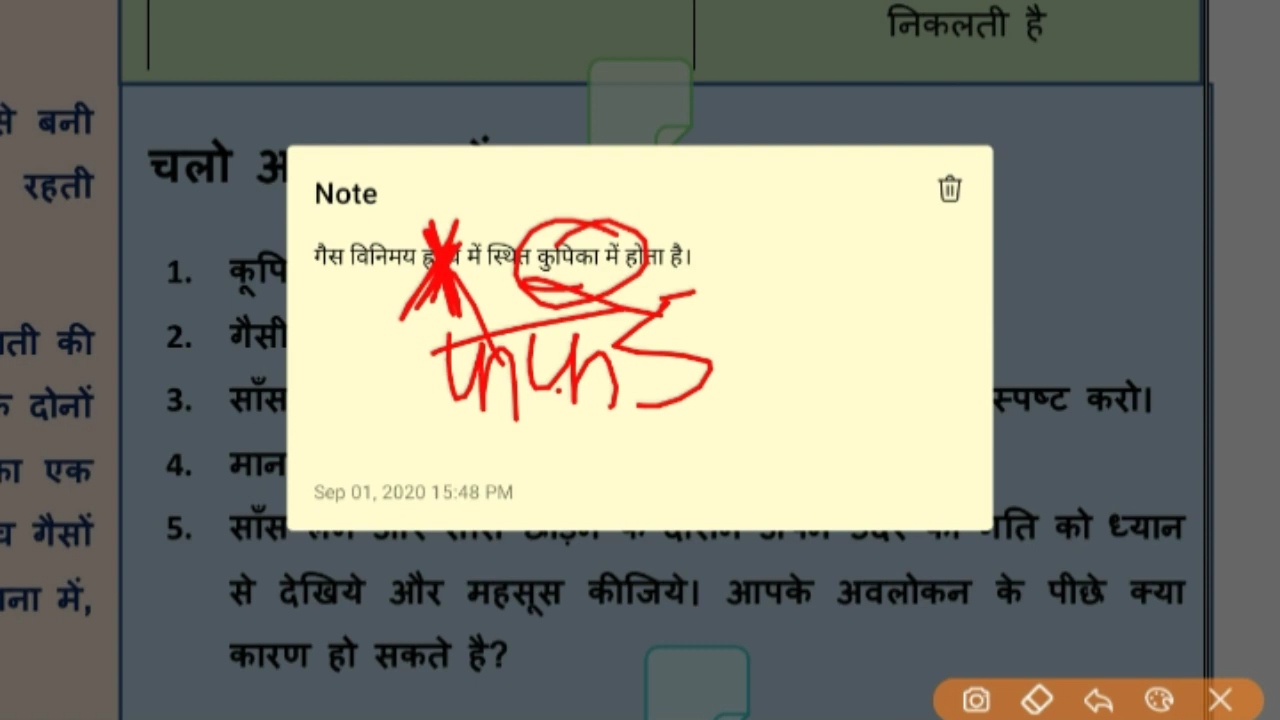 निकलती है
से बनी
चलो
रहती
Note
गैस विनिमय में स्थित कुपिका में होता है।
1. कूपि
2. गैसी
ती की
3. साँस स्पष्ट करो।
दोनों
4. मान
का एक
Sep 01, 2020 15:48 PM
5. साँस गति को ध्यान
गैसों
से देखिये और महसूस कीजिये। आपके अवलोकन के पीछे क्या
ना में,
कारण हो सकते है?